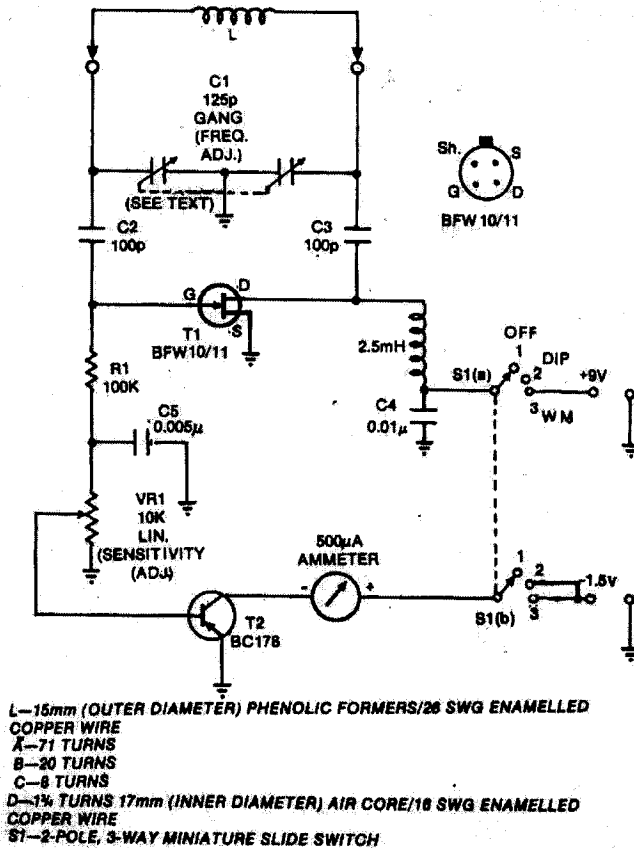 L
C1
125p
GANG
(FREQ.
ADJ.)
(SEE TEXT)
Sh.
S
G
D
BFW 10/11
C2
100p
C3
100p
G
D
S
T1
BFW10/11
R1
100K
2.5mH
OFF
1
DIP
2
S1(a)
+9V
3
WM
C4
0.01µ
C5
0.005µ
VR1
10K
LIN.
(SENSITIVITY
(ADJ)
500µA
AMMETER
-
+
1
2
-1.5v
3
S1(b)
T2
BC178
L—15mm (OUTER DIAMETER) PHENOLIC FORMERS/26 SWG ENAMELLED
COPPER WIRE
A—71 TURNS
B—20 TURNS
C—8 TURNS
D—1¾ TURNS 17mm (INNER DIAMETER) AIR CORE/16 SWG ENAMELLED
COPPER WIRE
S1—2-POLE, 3-WAY MINIATURE SLIDE SWITCH